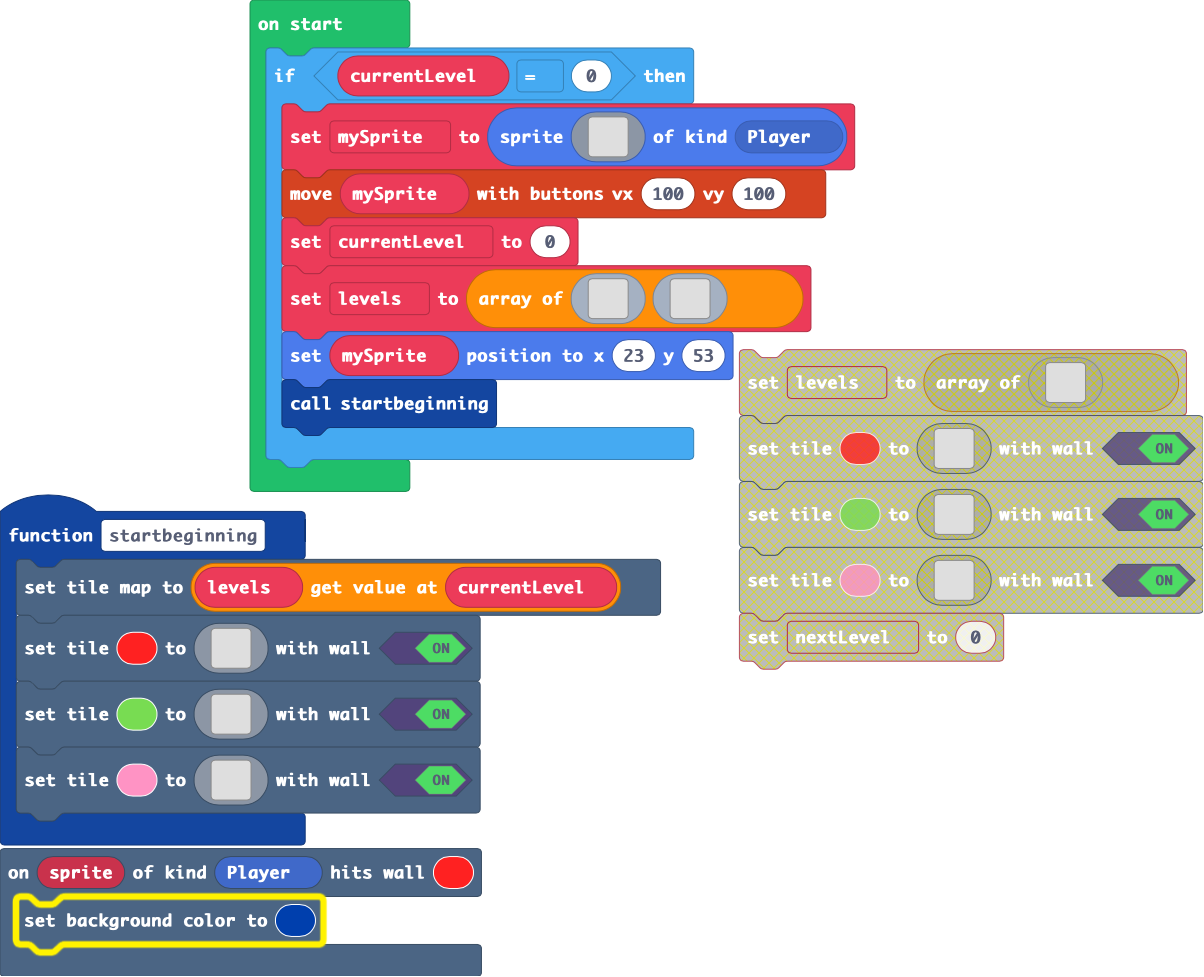 on start
if currentLevel = 0 then
set mySprite to sprite of kind Player
move mySprite with buttons vx 100 vy 100
set currentLevel to 0
set levels to array of
set mySprite position to x 23 y 53
call startbeginning
set levels to array of
set tile to with wall ON
set tile to with wall ON
set tile to with wall ON
set nextLevel to 0
function startbeginning
set tile map to levels get value at currentLevel
set tile to with wall ON
set tile to with wall ON
set tile to with wall ON
on sprite of kind Player hits wall
set background color to